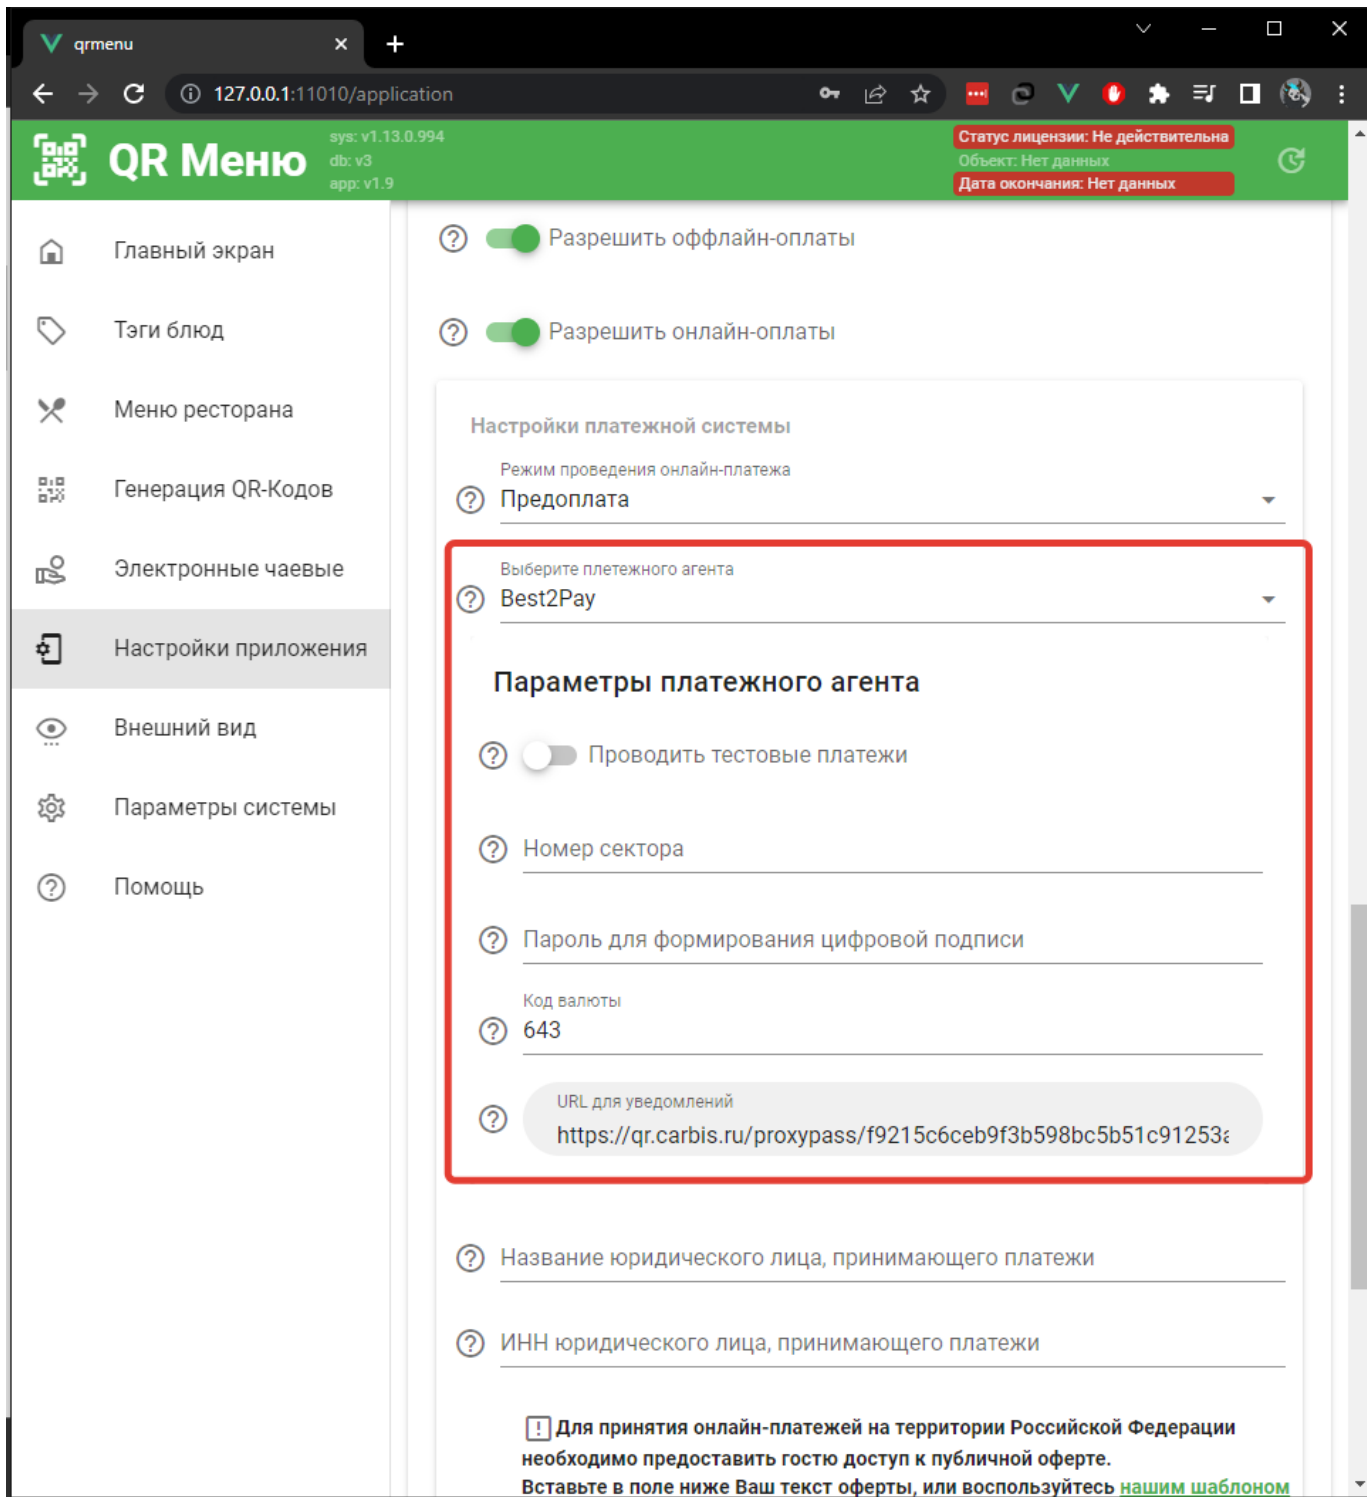 qrmenu
127.0.0.1:11010/application
QR Меню
sys: v1.13.0.994
db: v3
app: v1.9
Статус лицензии: Не действительна
Объект: Нет данных
Дата окончания: Нет данных
Главный экран
Тэги блюд
Меню ресторана
Генерация QR-Кодов
Электронные чаевые
Настройки приложения
Внешний вид
Параметры системы
Помощь
Разрешить оффлайн-оплаты
Разрешить онлайн-оплаты
Настройки платежной системы
Режим проведения онлайн-платежа
Предоплата
Выберите плетежного агента
Best2Pay
Параметры платежного агента
Проводить тестовые платежи
Номер сектора
Пароль для формирования цифровой подписи
Код валюты
643
URL для уведомлений
https://qr.carbis.ru/proxypass/f9215c6ceb9f3b598bc5b51c91253a
Название юридического лица, принимающего платежи
ИНН юридического лица, принимающего платежи
Для принятия онлайн-платежей на территории Российской Федерации
необходимо предоставить гостю доступ к публичной оферте.
Вставьте в поле ниже Ваш текст оферты, или воспользуйтесь нашим шаблоном